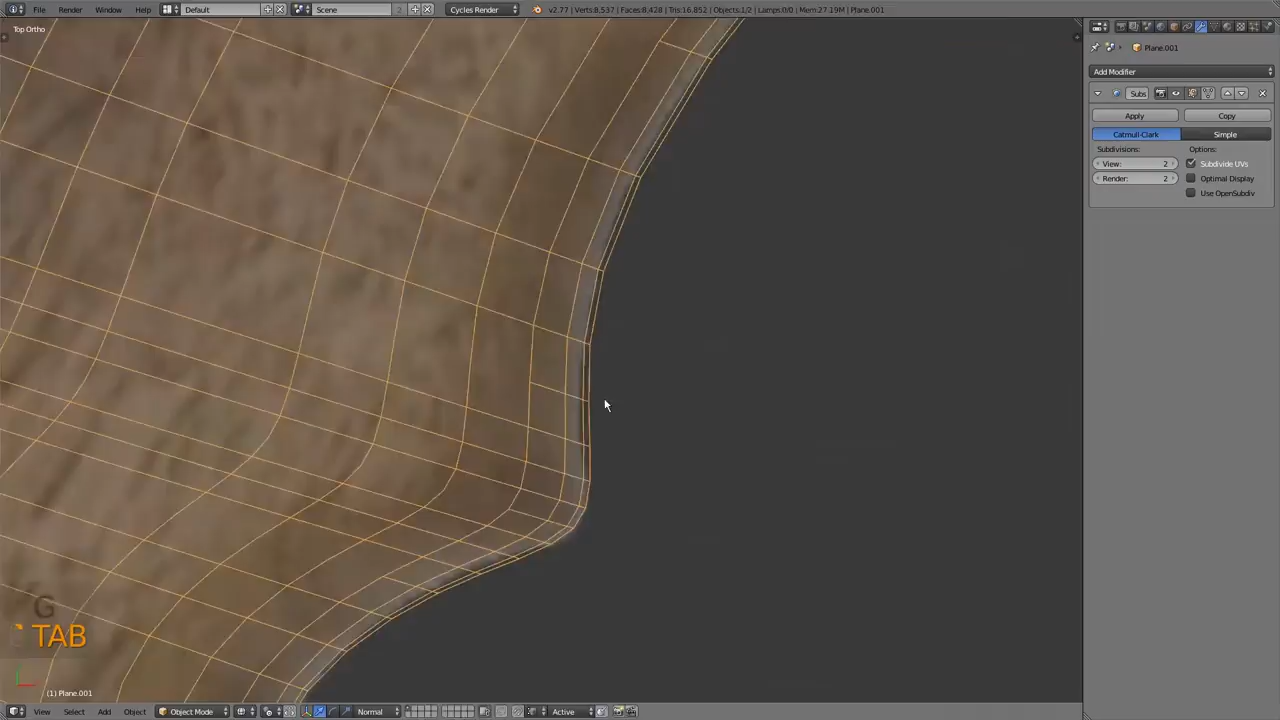 File Render Window Help Default Scene 2 Cycles Render v2.77 | Verts:8,537 | Faces:8,428 | Tris:16,852 | Objects:1/2 | Lamps:0/0 | Mem:27.19M | Plane.001
Top Ortho
Plane.001
Add Modifier
Subs
Apply Copy
Catmull-Clark Simple
Subdivisions: Options:
View: 2 Subdivide UVs
Render: 2 Optimal Display
Use OpenSubdiv
G
TAB
(1) Plane.001
View Select Add Object Object Mode Normal Active